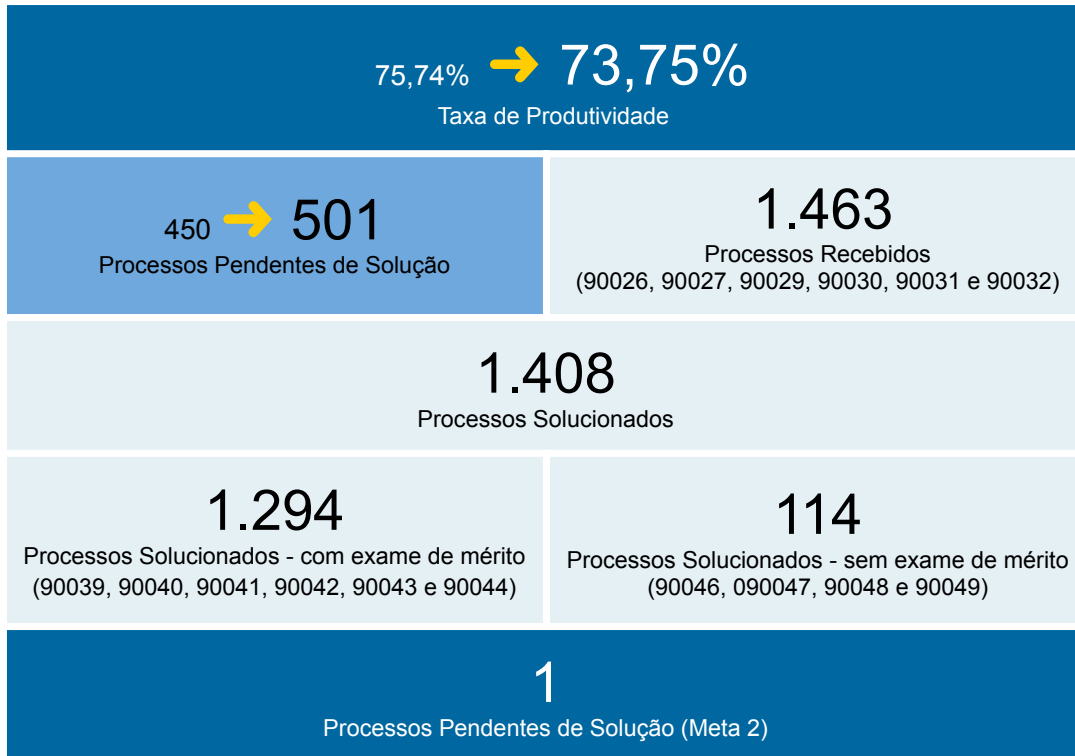 75,74% ➔ 73,75%
Taxa de Produtividade
450 ➔ 501
Processos Pendentes de Solução
1.463
Processos Recebidos
(90026, 90027, 90029, 90030, 90031 e 90032)
1.408
Processos Solucionados
1.294
Processos Solucionados - com exame de mérito
(90039, 90040, 90041, 90042, 90043 e 90044)
114
Processos Solucionados - sem exame de mérito
(90046, 090047, 90048 e 90049)
1
Processos Pendentes de Solução (Meta 2)